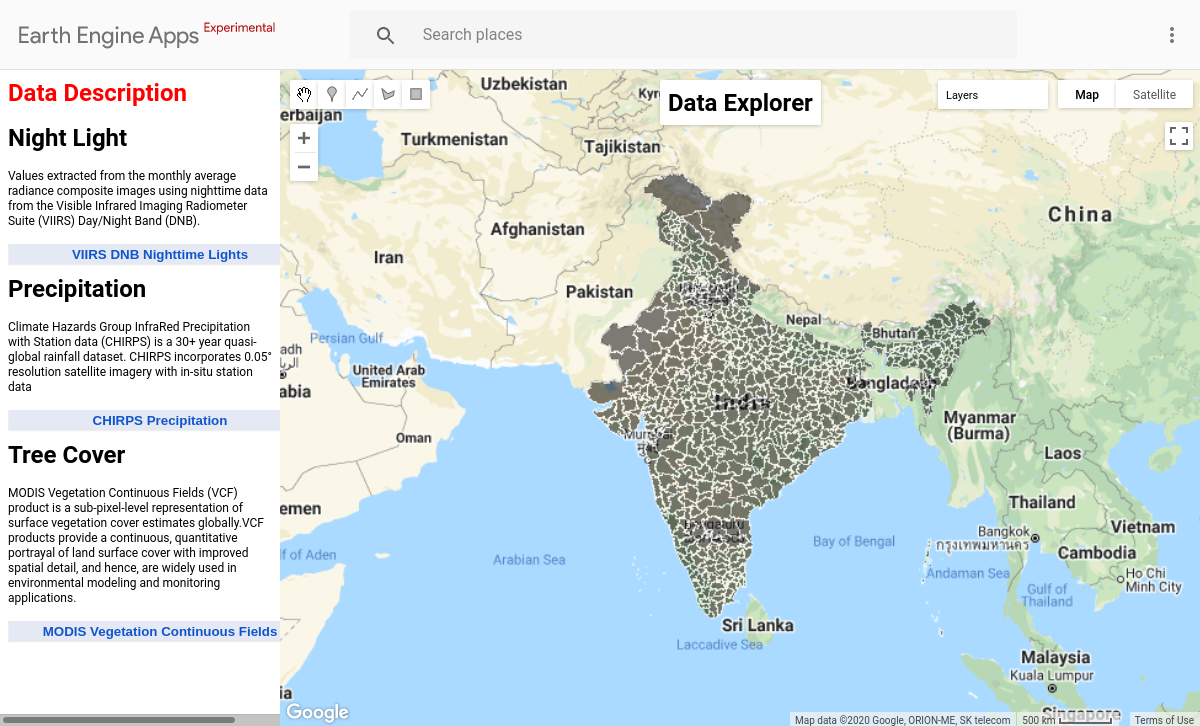 Earth Engine Apps Experimental
Search places
Data Description
Night Light
Values extracted from the monthly average
radiance composite images using nighttime data
from the Visible Infrared Imaging Radiometer
Suite (VIIRS) Day/Night Band (DNB).
VIIRS DNB Nighttime Lights
Precipitation
Climate Hazards Group InfraRed Precipitation
with Station data (CHIRPS) is a 30+ year quasi-
global rainfall dataset. CHIRPS incorporates 0.05°
resolution satellite imagery with in-situ station
data
CHIRPS Precipitation
Tree Cover
MODIS Vegetation Continuous Fields (VCF)
product is a sub-pixel-level representation of
surface vegetation cover estimates globally.VCF
products provide a continuous, quantitative
portrayal of land surface cover with improved
spatial detail, and hence, are widely used in
environmental modeling and monitoring
applications.
MODIS Vegetation Continuous Fields
Data Explorer
Layers
Map
Satellite
Uzbekistan
Kyr
erbaijan
Turkmenistan
Tajikistan
China
Afghanistan
Iran
Pakistan
Nepal
Bhutan
Persian Gulf
adh
abia
United Arab
Emirates
Bangladesh
India
Oman
Myanmar
(Burma)
Mumbai
Laos
emen
Thailand
Bengaluru
Vietnam
Bangkok
กรุงเทพมหานคร
Bay of Bengal
Cambodia
lf of Aden
Arabian Sea
Andaman Sea
Ho Chi
Minh City
Gulf of
Thailand
Sri Lanka
Laccadive Sea
Malaysia
Kuala Lumpur
ia
Singapore
Google
Map data ©2020 Google, ORION-ME, SK telecom
500 km
Terms of Use